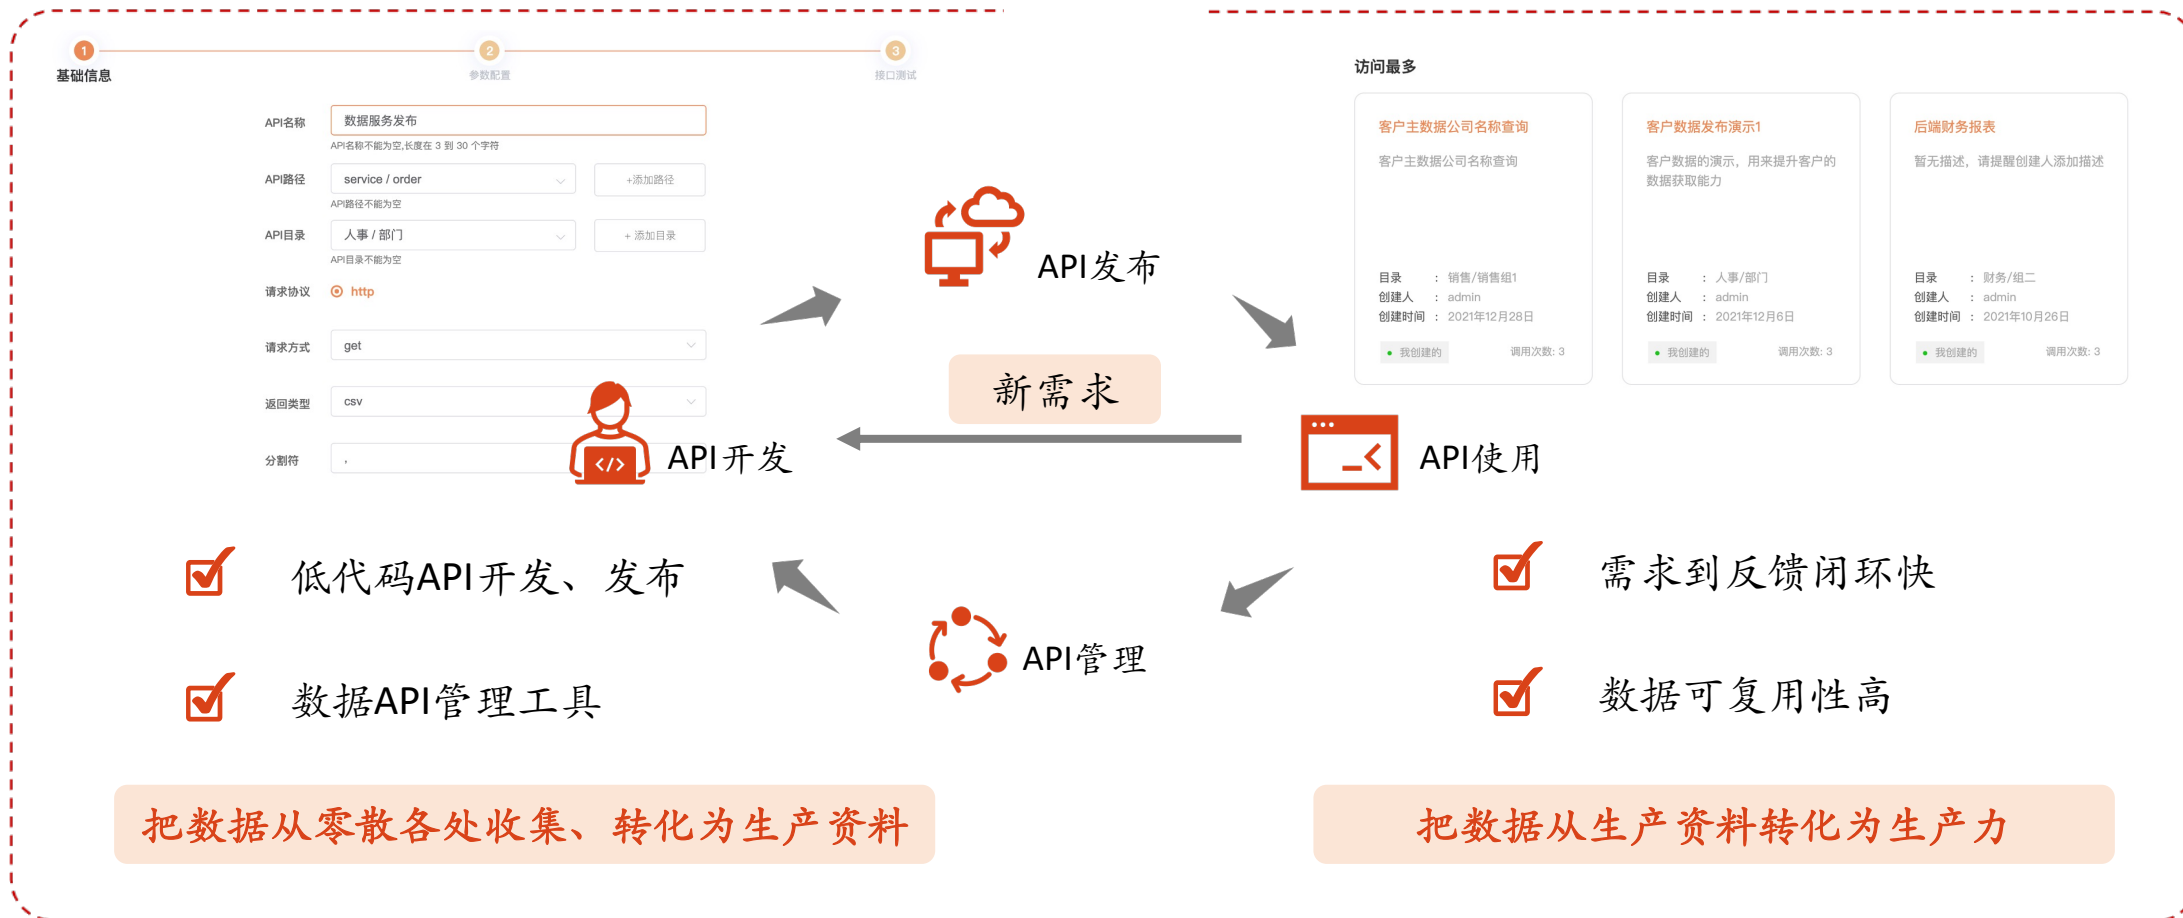 1
2
3
基础信息
参数配置
接口测试
API名称
数据服务发布
API名称不能为空,长度在 3 到 30 个字符
API路径
service / order
+添加路径
API路径不能为空
API目录
人事 / 部门
+ 添加目录
API目录不能为空
请求协议
http
请求方式
get
返回类型
csv
分割符
,
</>
API开发
API发布
新需求
API管理
访问最多
客户主数据公司名称查询
客户主数据公司名称查询
目录 : 销售/销售组1
创建人 : admin
创建时间 : 2021年12月28日
我创建的
调用次数: 3
客户数据发布演示1
客户数据的演示，用来提升客户的
数据获取能力
目录 : 人事/部门
创建人 : admin
创建时间 : 2021年12月6日
我创建的
调用次数: 3
后端财务报表
暂无描述，请提醒创建人添加描述
目录 : 财务/组二
创建人 : admin
创建时间 : 2021年10月26日
我创建的
调用次数: 3
API使用
低代码API开发、发布
数据API管理工具
需求到反馈闭环快
数据可复用性高
把数据从零散各处收集、转化为生产资料
把数据从生产资料转化为生产力